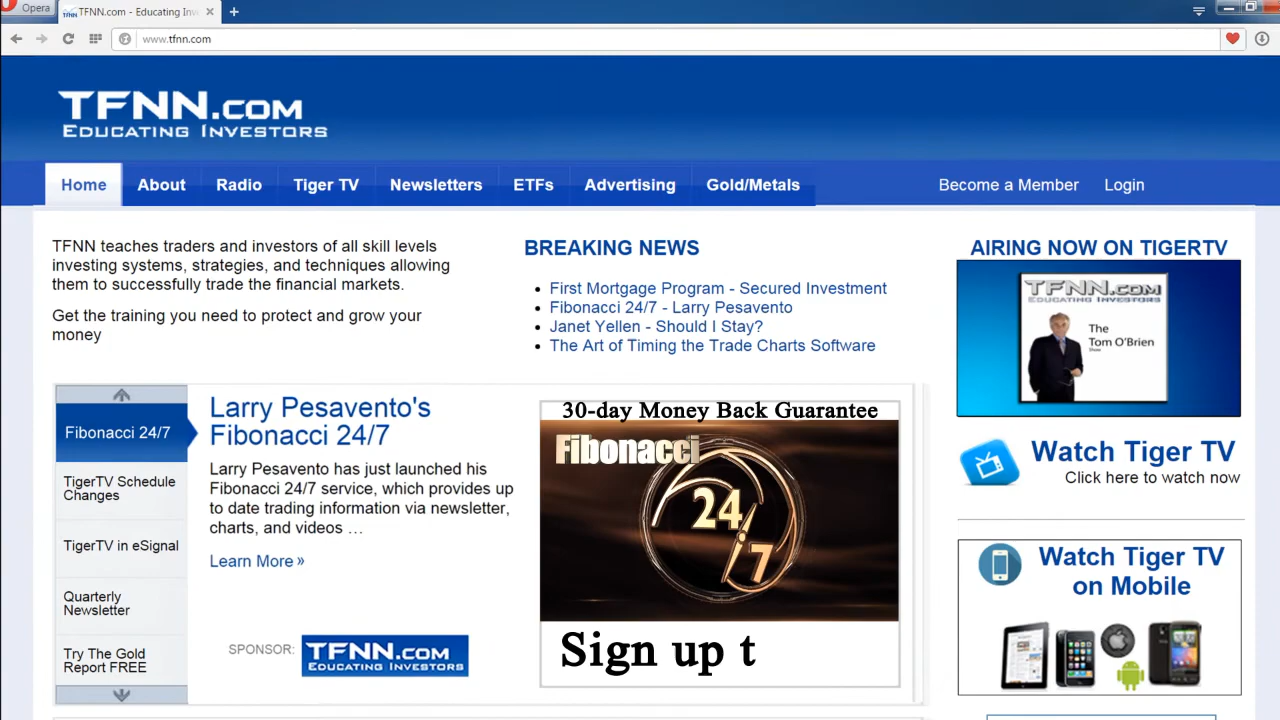 Opera
TFNN.com - Educating Inv
www.tfnn.com
TFNN.COM
EDUCATING INVESTORS
Home
About
Radio
Tiger TV
Newsletters
ETFs
Advertising
Gold/Metals
Become a Member
Login
TFNN teaches traders and investors of all skill levels
investing systems, strategies, and techniques allowing
them to successfully trade the financial markets.
Get the training you need to protect and grow your
money
BREAKING NEWS
First Mortgage Program - Secured Investment
Fibonacci 24/7 - Larry Pesavento
Janet Yellen - Should I Stay?
The Art of Timing the Trade Charts Software
AIRING NOW ON TIGERTV
TFNN.COM
EDUCATING INVESTORS
The
Tom O'Brien
Show
Watch Tiger TV
Click here to watch now
Watch Tiger TV
on Mobile
Fibonacci 24/7
TigerTV Schedule
Changes
TigerTV in eSignal
Quarterly
Newsletter
Try The Gold
Report FREE
Larry Pesavento's
Fibonacci 24/7
Larry Pesavento has just launched his
Fibonacci 24/7 service, which provides up
to date trading information via newsletter,
charts, and videos …
Learn More »
SPONSOR:
TFNN.COM
EDUCATING INVESTORS
30-day Money Back Guarantee
Fibonacci
24
7
Sign up t